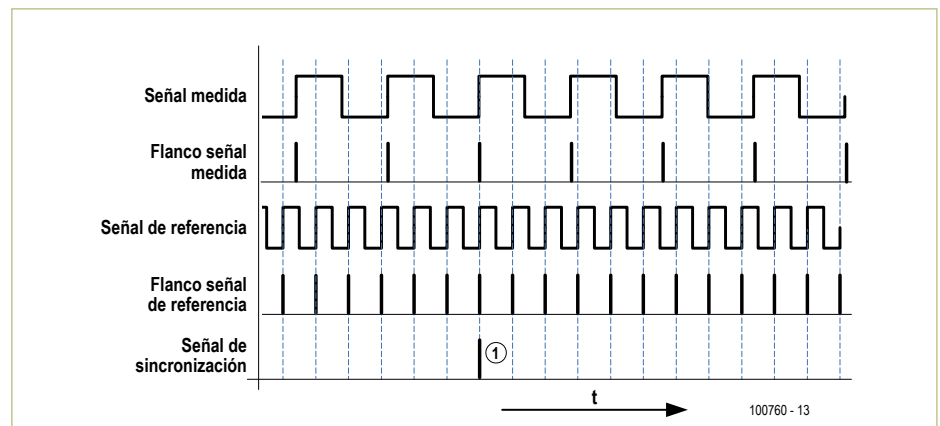 Señal medida
Flanco señal
medida
Señal de referencia
Flanco señal
de referencia
Señal de
sincronización
1
t
100760 - 13